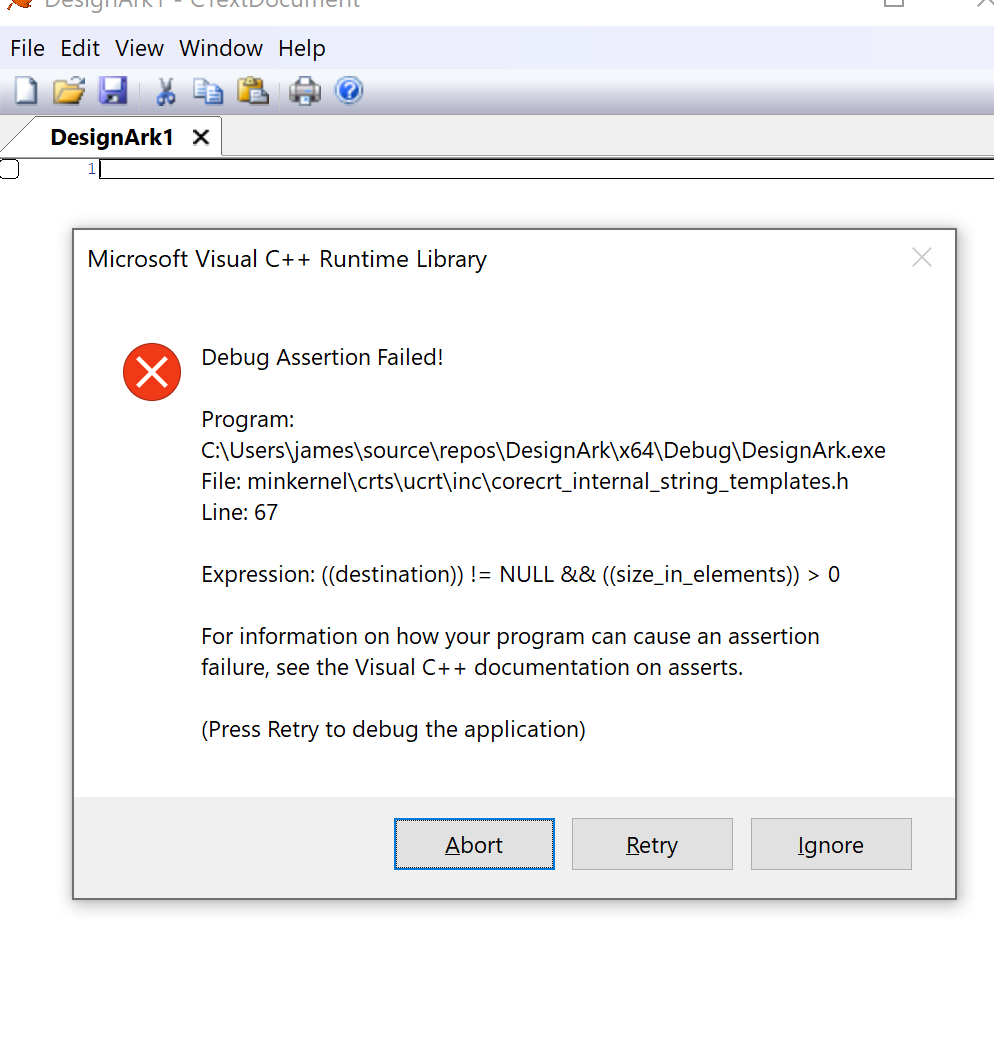 DesignArk1 - CTextDocument
File Edit View Window Help
DesignArk1
1
Microsoft Visual C++ Runtime Library
Debug Assertion Failed!
Program:
C:\Users\james\source\repos\DesignArk\x64\Debug\DesignArk.exe
File: minkernel\crts\ucrt\inc\corecrt_internal_string_templates.h
Line: 67
Expression: ((destination)) != NULL && ((size_in_elements)) > 0
For information on how your program can cause an assertion
failure, see the Visual C++ documentation on asserts.
(Press Retry to debug the application)
Abort Retry Ignore